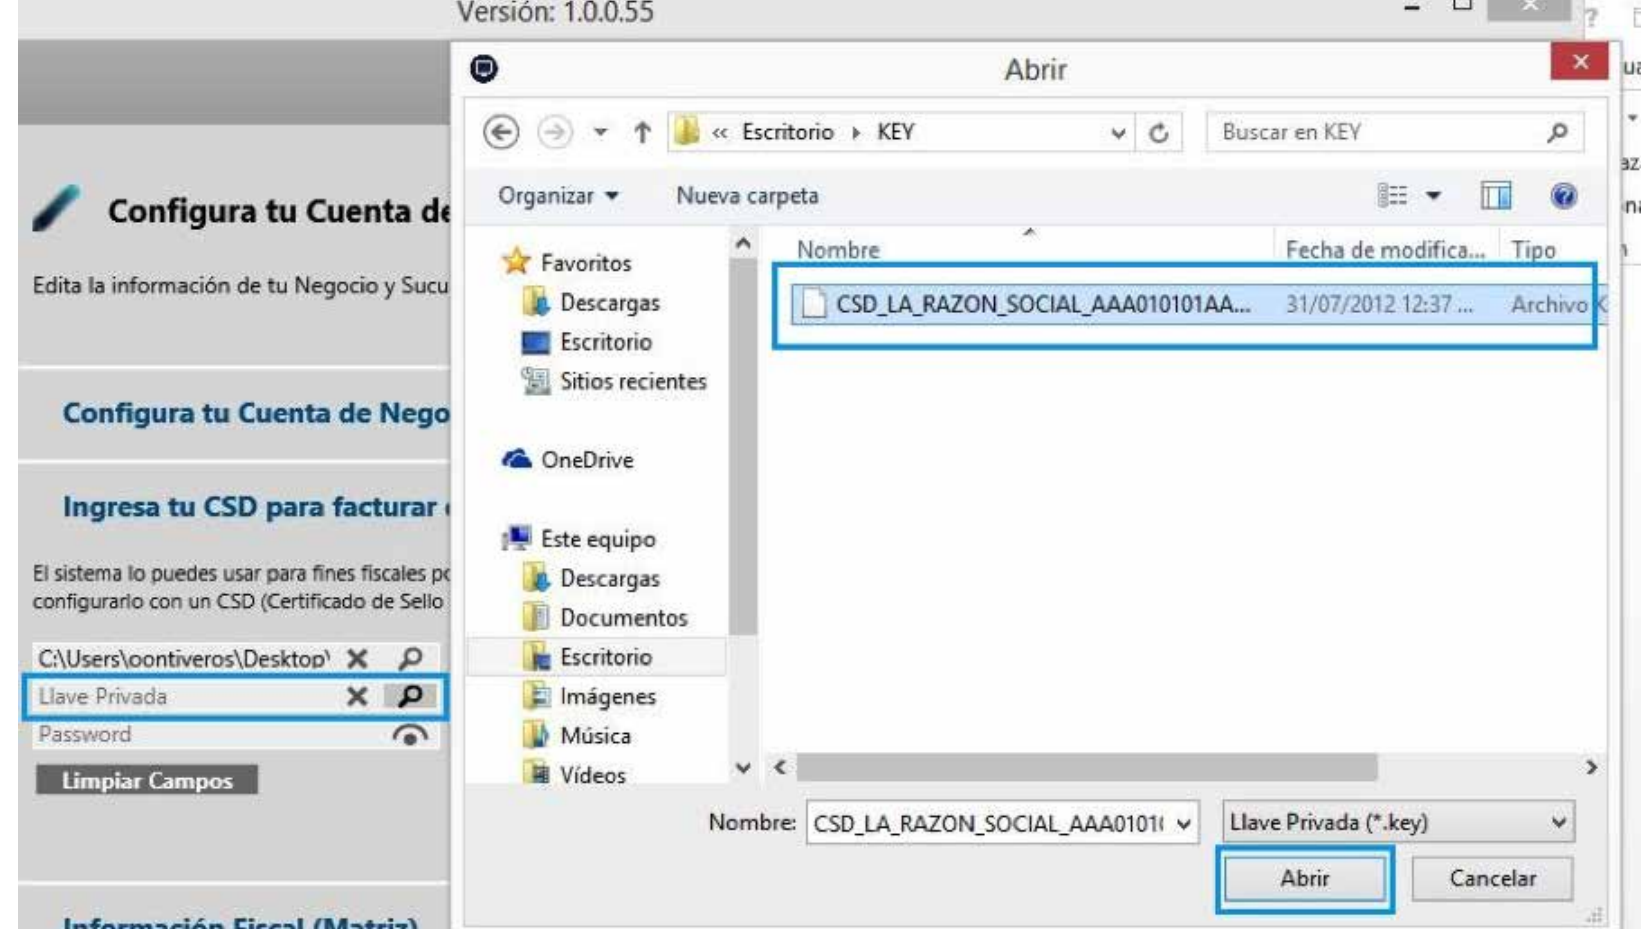 Versión: 1.0.0.55
Abrir
« Escritorio KEY
Buscar en KEY
Organizar
Nueva carpeta
Configura tu Cuenta de
Edita la información de tu Negocio y Sucu
Configura tu Cuenta de Nego
Ingresa tu CSD para facturar
El sistema lo puedes usar para fines fiscales
configurarlo con un CSD (Certificado de Sello
C:\Users\oontiveros\Desktop\
Llave Privada
Password
Limpiar Campos
Información Fiscal (Matriz)
Favoritos
Descargas
Escritorio
Sitios recientes
OneDrive
Este equipo
Descargas
Documentos
Escritorio
Imágenes
Música
Vídeos
Nombre Fecha de modifica... Tipo
CSD_LA_RAZON_SOCIAL_AAA010101AA... 31/07/2012 12:37 ... Archivo K
Nombre: CSD_LA_RAZON_SOCIAL_AAA0101
Llave Privada (*.key)
Abrir
Cancelar